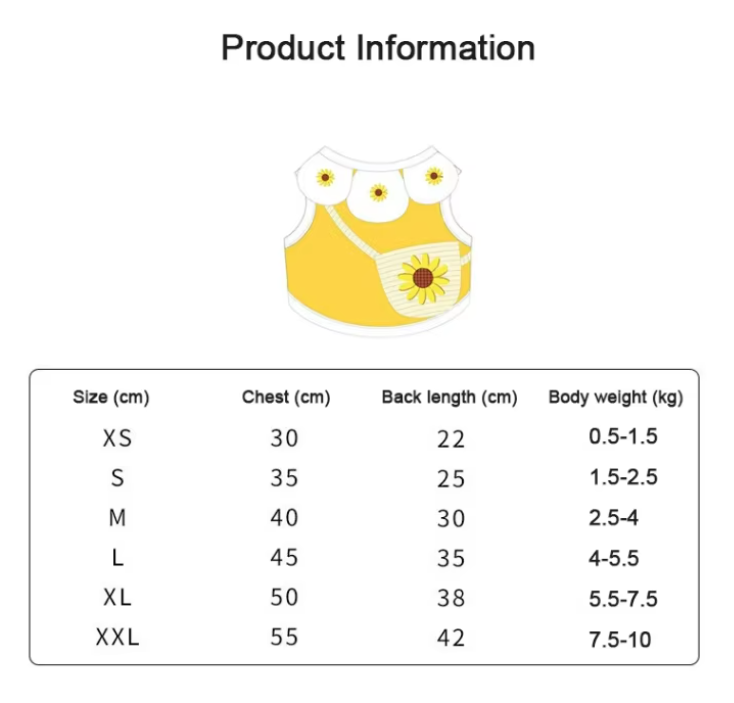 Product Information
Size (cm) Chest (cm) Back length (cm) Body weight (kg)
XS 30 22 0.5-1.5
S 35 25 1.5-2.5
M 40 30 2.5-4
L 45 35 4-5.5
XL 50 38 5.5-7.5
XXL 55 42 7.5-10